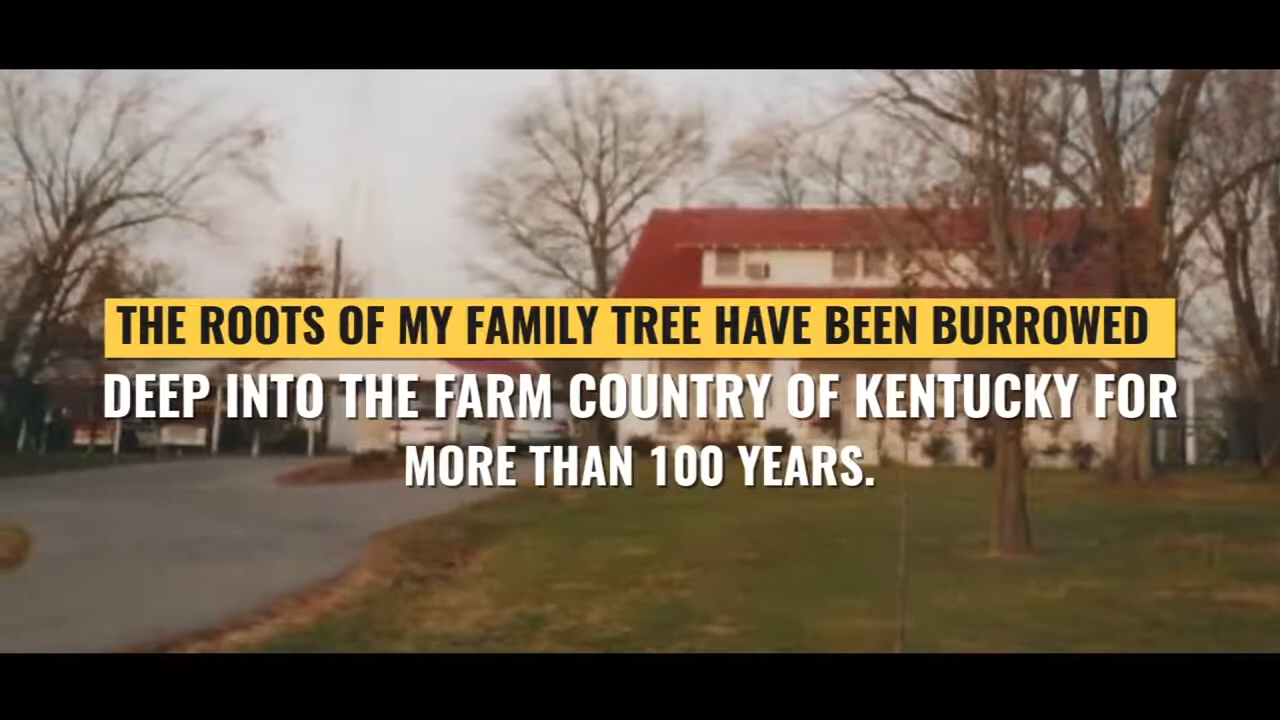 THE ROOTS OF MY FAMILY TREE HAVE BEEN BURROWED
DEEP INTO THE FARM COUNTRY OF KENTUCKY FOR
MORE THAN 100 YEARS.